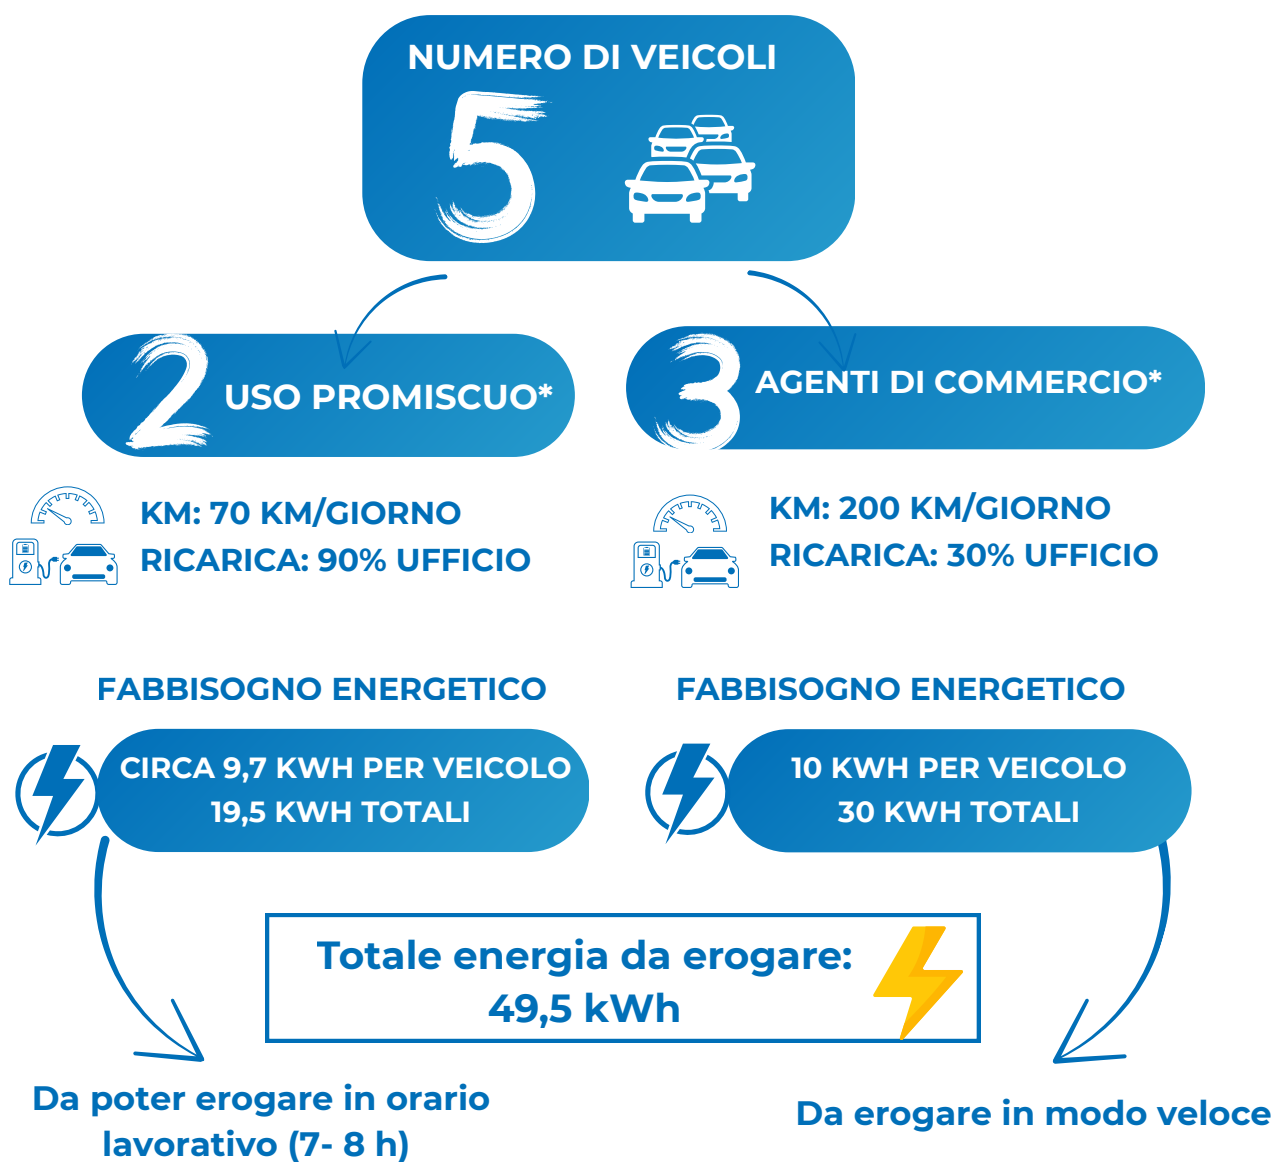 NUMERO DI VEICOLI
5
2
USO PROMISCUO*
KM: 70 KM/GIORNO
RICARICA: 90% UFFICIO
FABBISOGNO ENERGETICO
CIRCA 9,7 KWH PER VEICOLO
19,5 KWH TOTALI
3
AGENTI DI COMMERCIO*
KM: 200 KM/GIORNO
RICARICA: 30% UFFICIO
FABBISOGNO ENERGETICO
10 KWH PER VEICOLO
30 KWH TOTALI
Totale energia da erogare:
49,5 kWh
Da poter erogare in orario
lavorativo (7- 8 h)
Da erogare in modo veloce